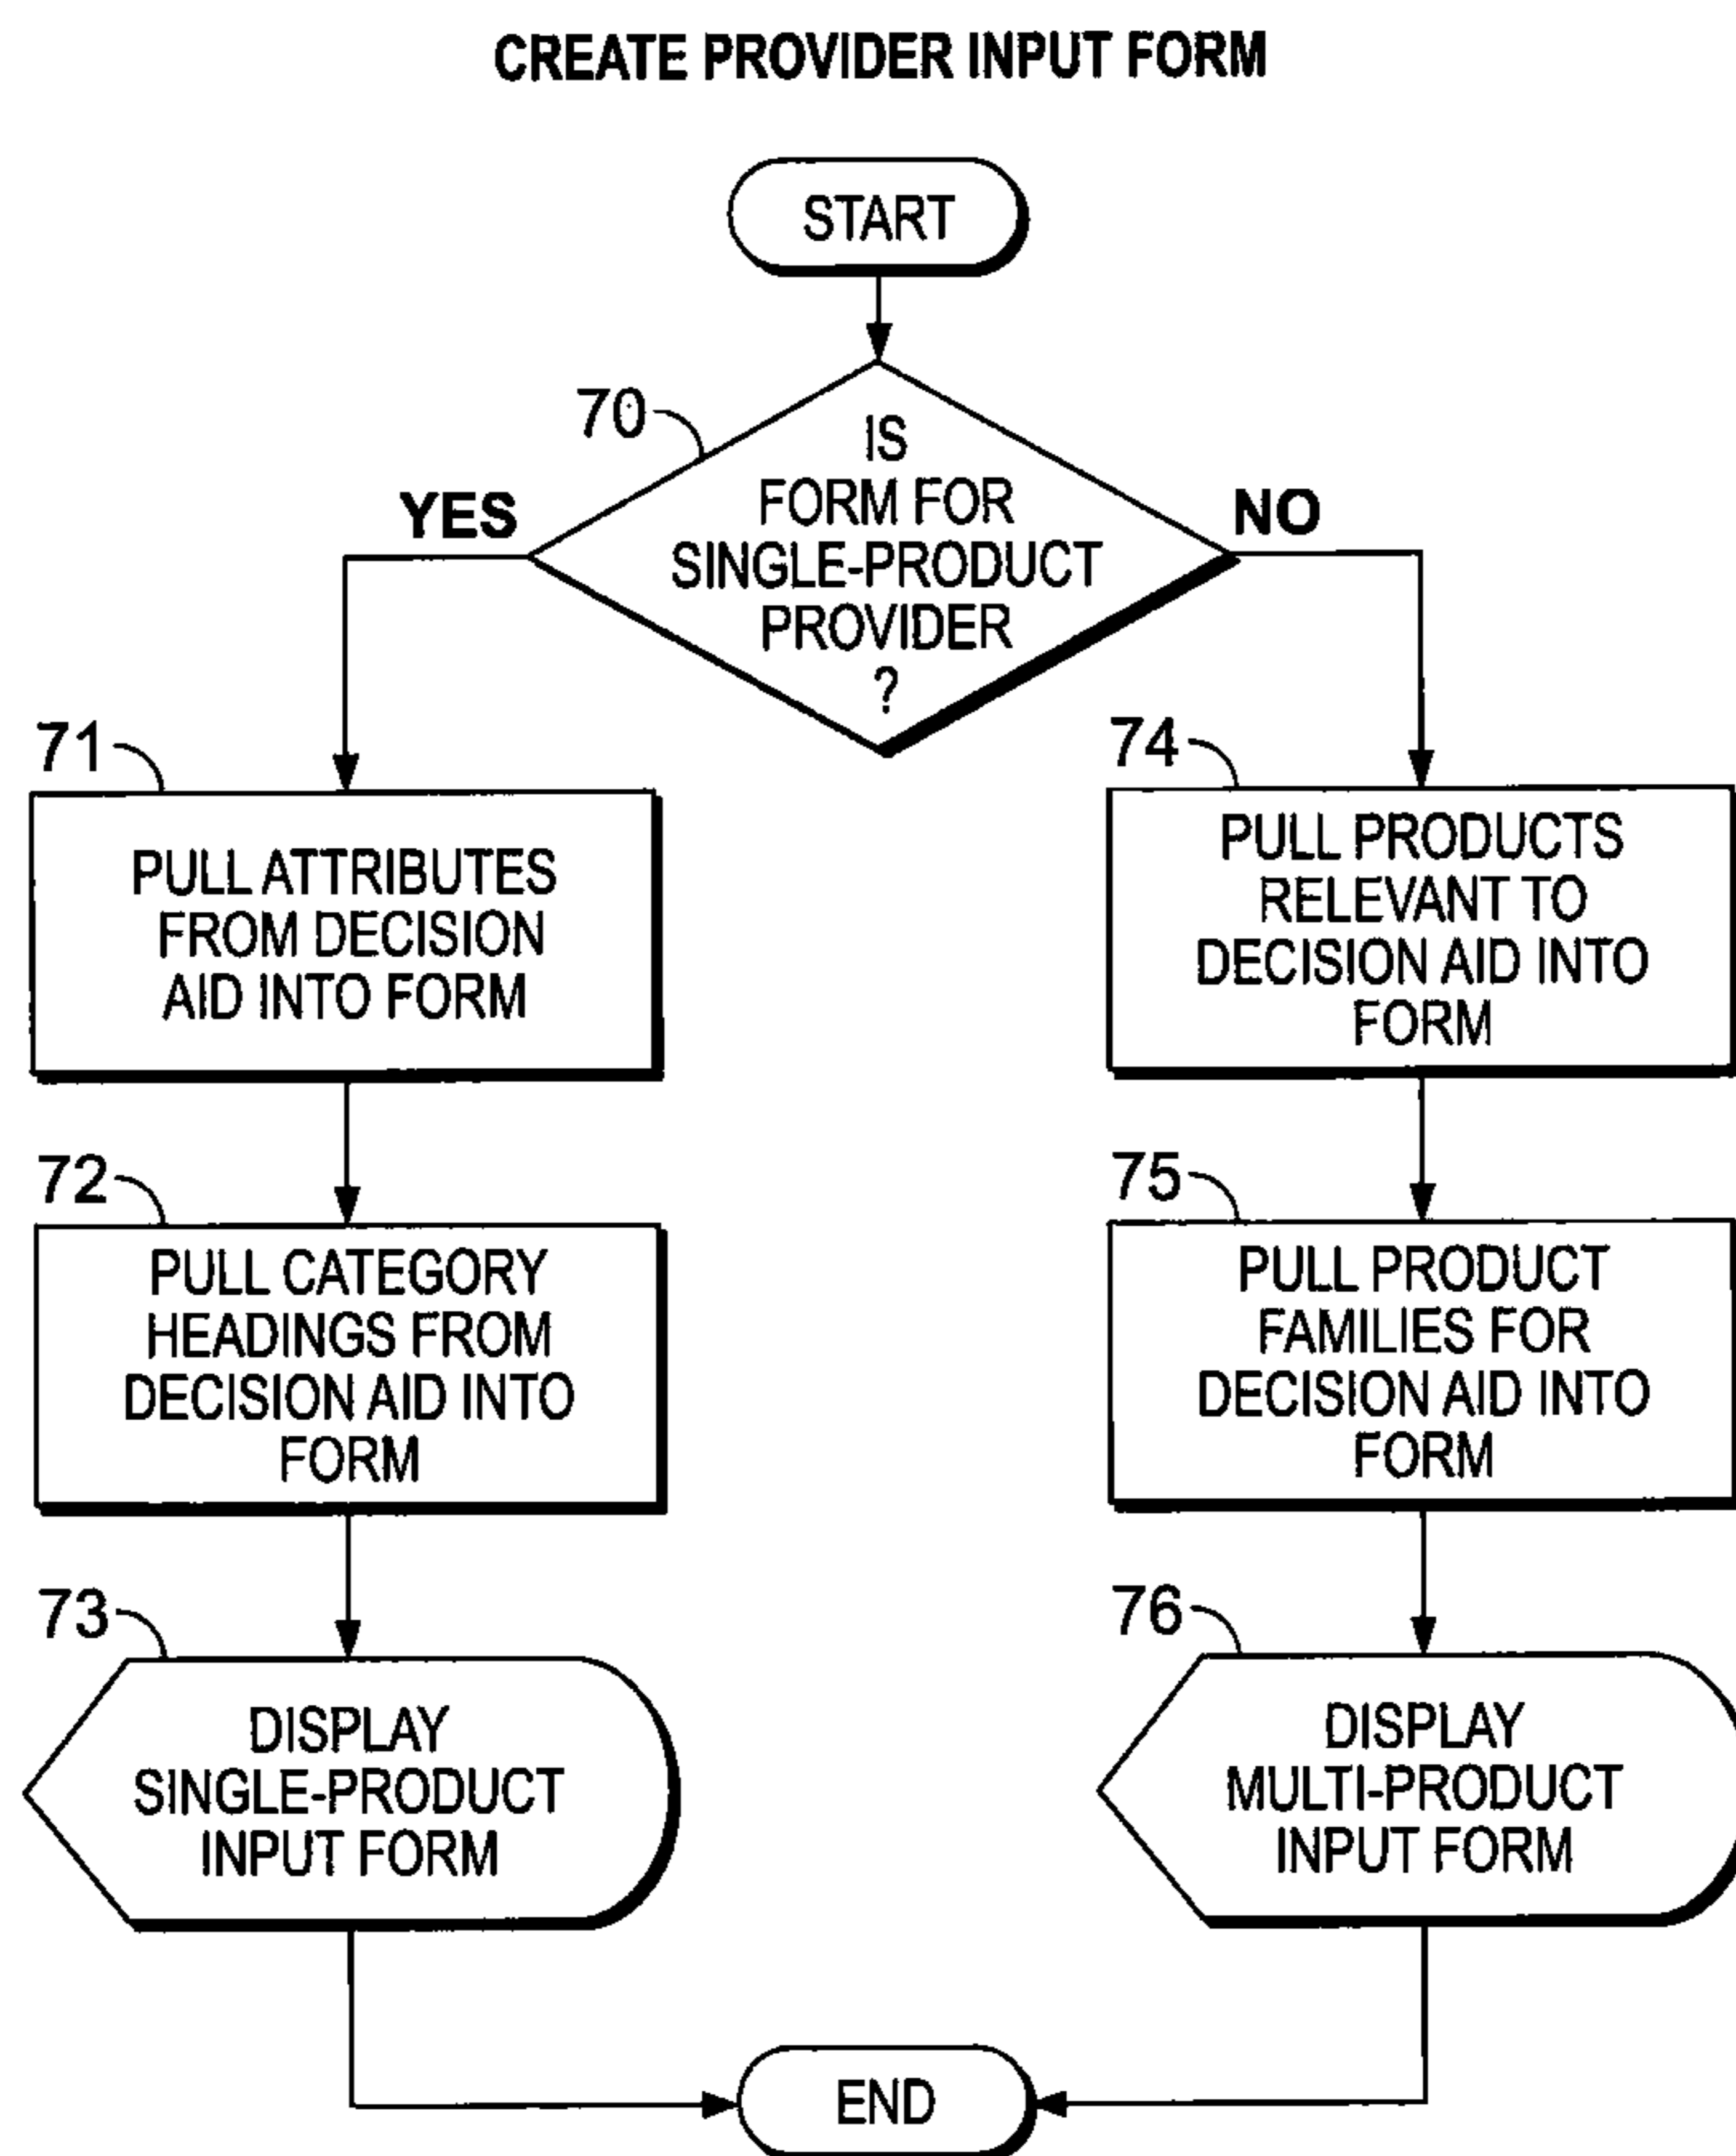 CREATE PROVIDER INPUT FORM
START
70
IS
FORM FOR
SINGLE-PRODUCT
PROVIDER
?
YES
NO
71
PULL ATTRIBUTES
FROM DECISION
AID INTO FORM
72
PULL CATEGORY
HEADINGS FROM
DECISION AID INTO
FORM
73
DISPLAY
SINGLE-PRODUCT
INPUT FORM
74
PULL PRODUCTS
RELEVANT TO
DECISION AID INTO
FORM
75
PULL PRODUCT
FAMILIES FOR
DECISION AID INTO
FORM
76
DISPLAY
MULTI-PRODUCT
INPUT FORM
END